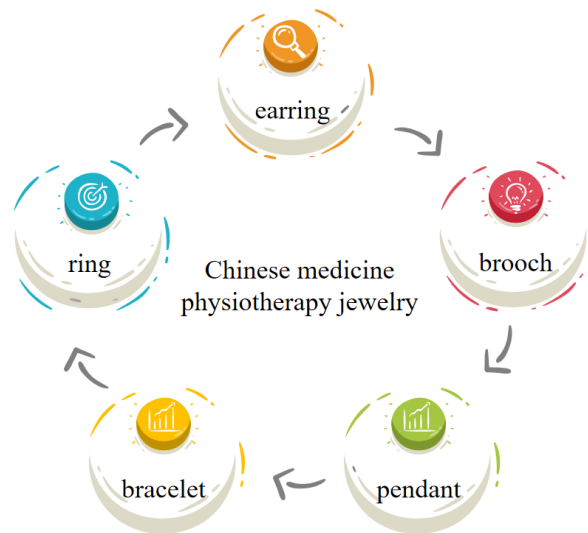 earring
brooch
ring
Chinese medicine
physiotherapy jewelry
bracelet
pendant